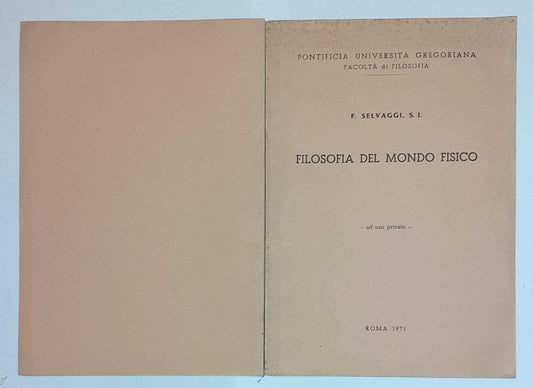 PONTIFICIA UNIVERSITÀ GREGORIANA
FACOLTÀ di FILOSOFIA
F. SELVAGGI. S. I.
FILOSOFIA DEL MONDO FISICO
- ad uso privato -
ROMA 1971